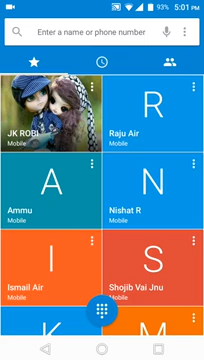 93% 5:01 PM
Enter a name or phone number
JK ROBI
Mobile
R
Raju Air
Mobile
A
Ammu
Mobile
N
Nishat R
Mobile
I
Ismail Air
Mobile
S
Shojib Vai Jnu
Mobile
K
M